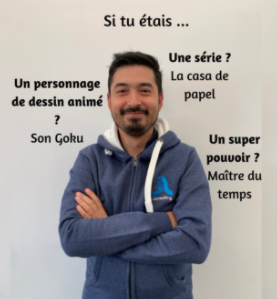 Si tu étais ...
Une série ?
La casa de
papel
Un personnage
de dessin animé
?
Son Goku
Un super
pouvoir ?
Maître du
temps